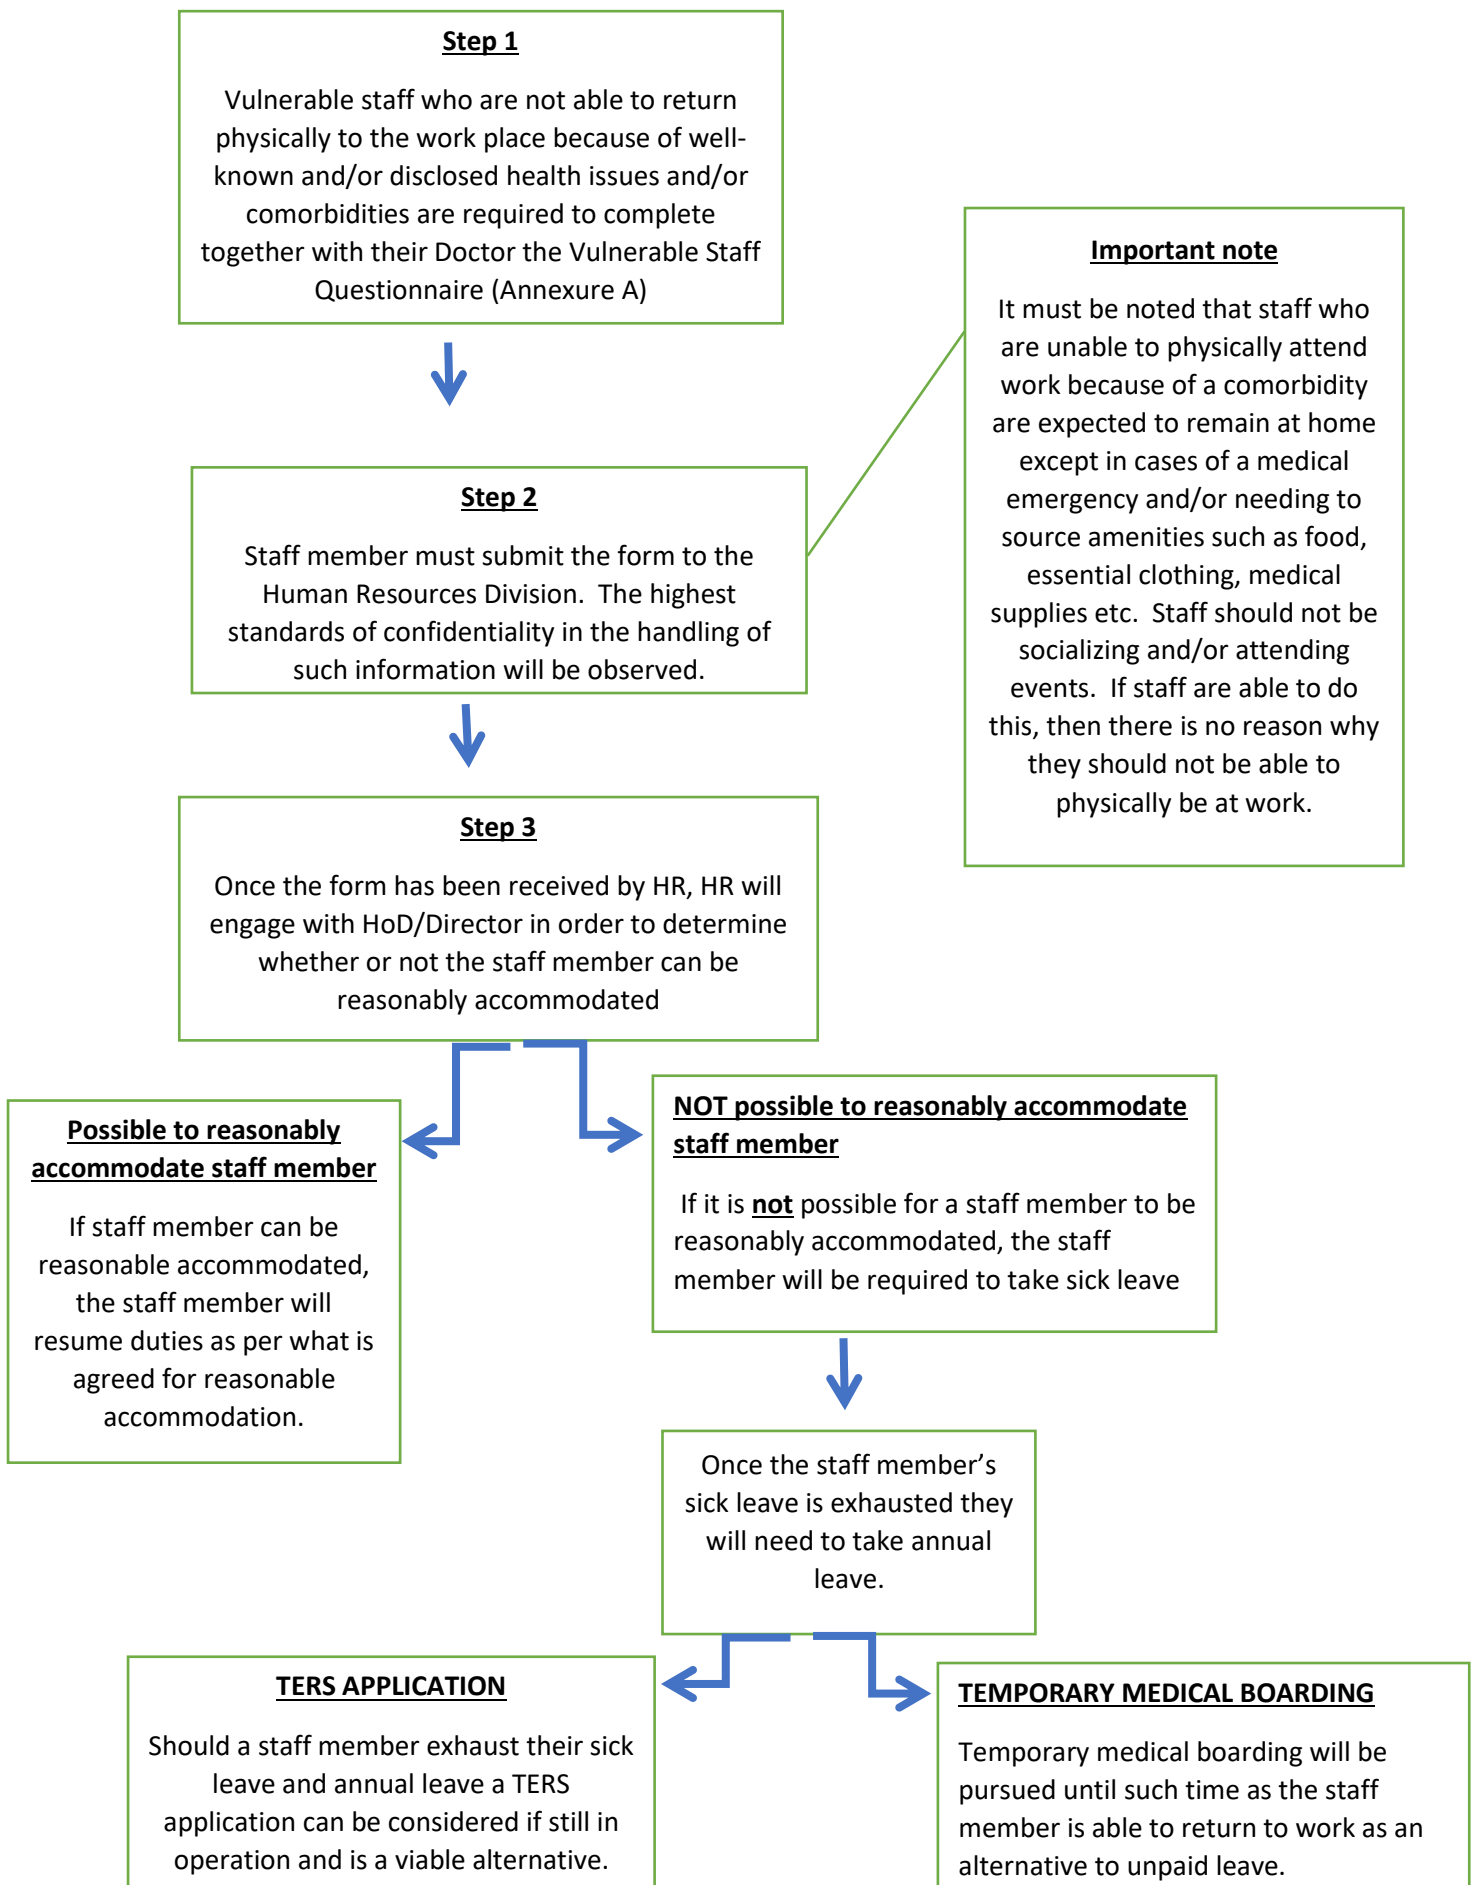 Step 1
Vulnerable staff who are not able to return
physically to the work place because of well-
known and/or disclosed health issues and/or
comorbidities are required to complete
together with their Doctor the Vulnerable Staff
Questionnaire (Annexure A)
Important note
It must be noted that staff who
are unable to physically attend
work because of a comorbidity
are expected to remain at home
except in cases of a medical
emergency and/or needing to
source amenities such as food,
essential clothing, medical
supplies etc.  Staff should not be
socializing and/or attending
events.  If staff are able to do
this, then there is no reason why
they should not be able to
physically be at work.
Step 2
Staff member must submit the form to the
Human Resources Division.  The highest
standards of confidentiality in the handling of
such information will be observed.
Step 3
Once the form has been received by HR, HR will
engage with HoD/Director in order to determine
whether or not the staff member can be
reasonably accommodated
Possible to reasonably
accommodate staff member
If staff member can be
reasonable accommodated,
the staff member will
resume duties as per what is
agreed for reasonable
accommodation.
NOT possible to reasonably accommodate
staff member
If it is not possible for a staff member to be
reasonably accommodated, the staff
member will be required to take sick leave
Once the staff member’s
sick leave is exhausted they
will need to take annual
leave.
TERS APPLICATION
Should a staff member exhaust their sick
leave and annual leave a TERS
application can be considered if still in
operation and is a viable alternative.
TEMPORARY MEDICAL BOARDING
Temporary medical boarding will be
pursued until such time as the staff
member is able to return to work as an
alternative to unpaid leave.